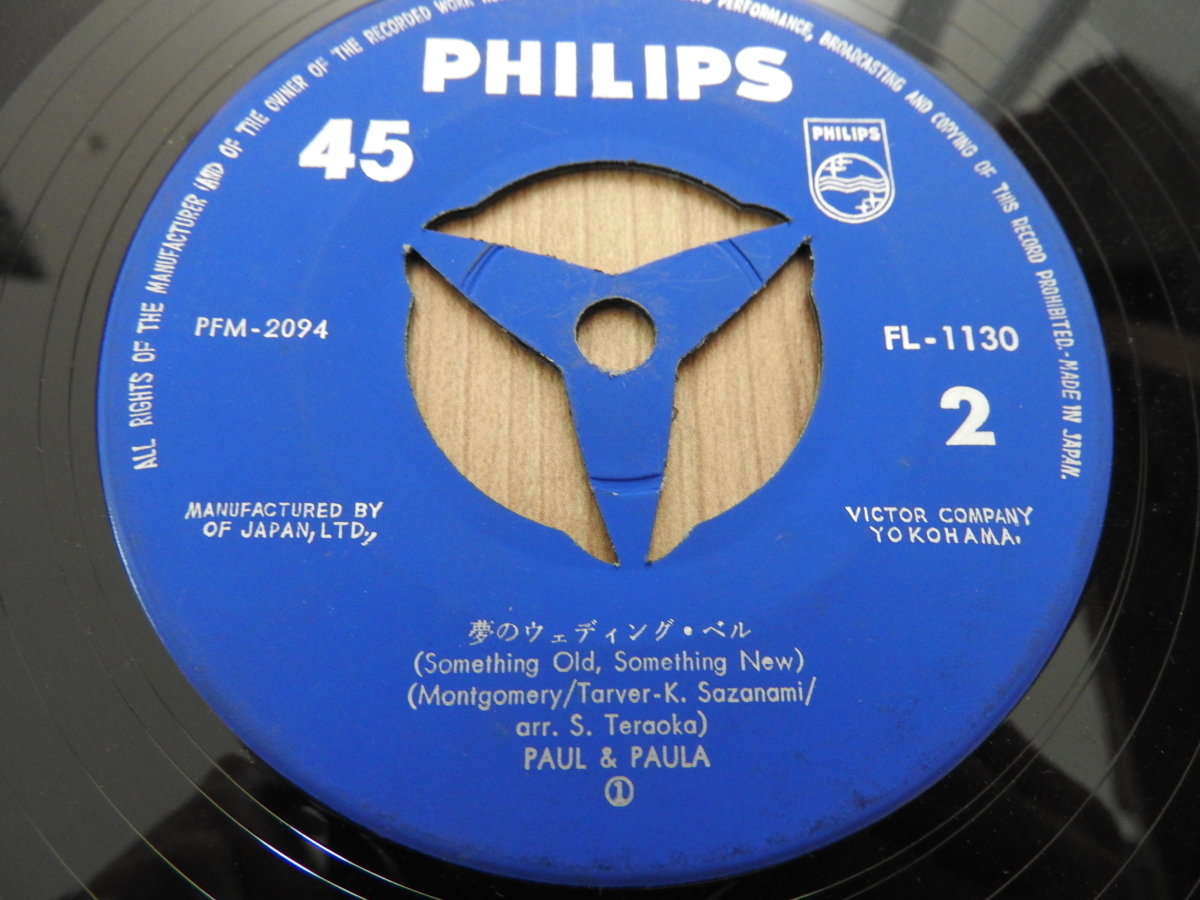 ALL RIGHTS OF THE MANUFACTURER AND OF THE OWNER OF THE RECORDED WORK
PERFORMANCE, BROADCASTING AND COPYING OF THIS RECORD PROHIBITED.-MADE IN JAPAN.
PHILIPS
45
PHILIPS
PFM-2094
FL-1130
2
MANUFACTURED BY
OF JAPAN, LTD.,
VICTOR COMPANY
YOKOHAMA.
夢のウェディング・ベル
(Something Old, Something New)
(Montgomery/Tarver-K. Sazanami/
arr. S. Teraoka)
PAUL & PAULA
①